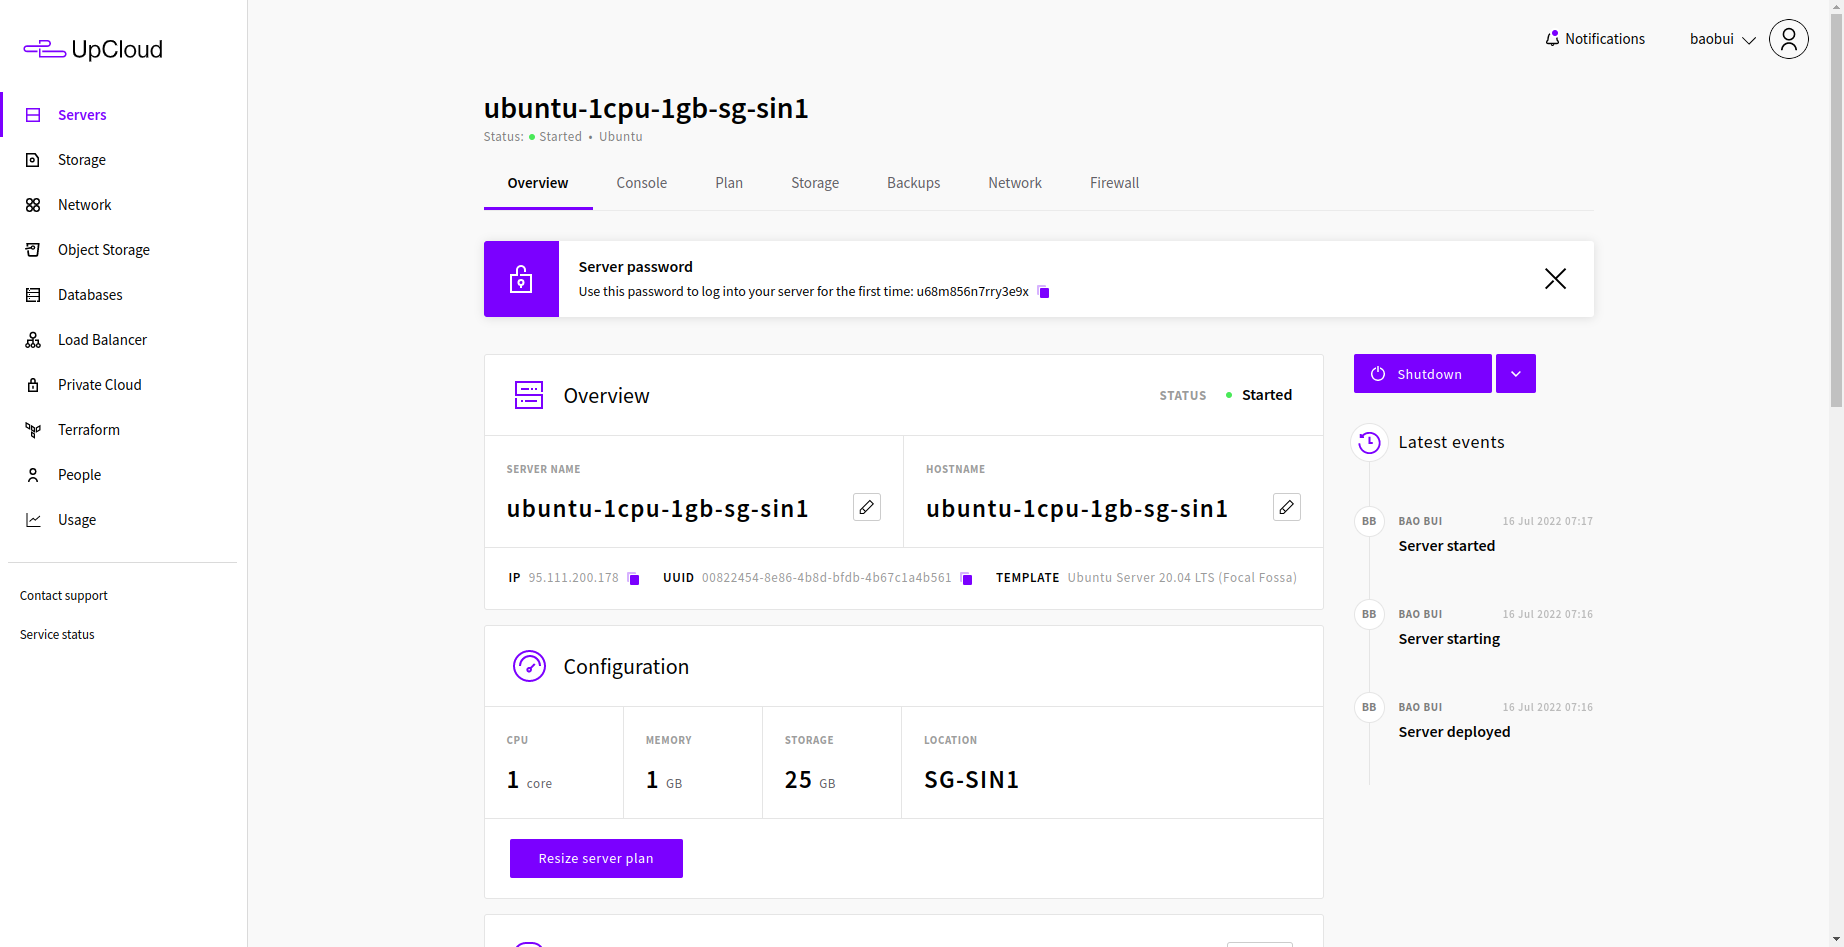 UpCloud
Servers
Storage
Network
Object Storage
Databases
Load Balancer
Private Cloud
Terraform
People
Usage
Contact support
Service status
Notifications
baobui
ubuntu-1cpu-1gb-sg-sin1
Status: Started • Ubuntu
Overview Console Plan Storage Backups Network Firewall
Server password
Use this password to log into your server for the first time: u68m856n7rry3e9x
Overview
STATUS Started
SERVER NAME
ubuntu-1cpu-1gb-sg-sin1
HOSTNAME
ubuntu-1cpu-1gb-sg-sin1
IP 95.111.200.178 UUID 00822454-8e86-4b8d-bfdb-4b67c1a4b561 TEMPLATE Ubuntu Server 20.04 LTS (Focal Fossa)
Configuration
CPU
1 core
MEMORY
1 GB
STORAGE
25 GB
LOCATION
SG-SIN1
Resize server plan
Shutdown
Latest events
BB BAO BUI 16 Jul 2022 07:17
Server started
BB BAO BUI 16 Jul 2022 07:16
Server starting
BB BAO BUI 16 Jul 2022 07:16
Server deployed